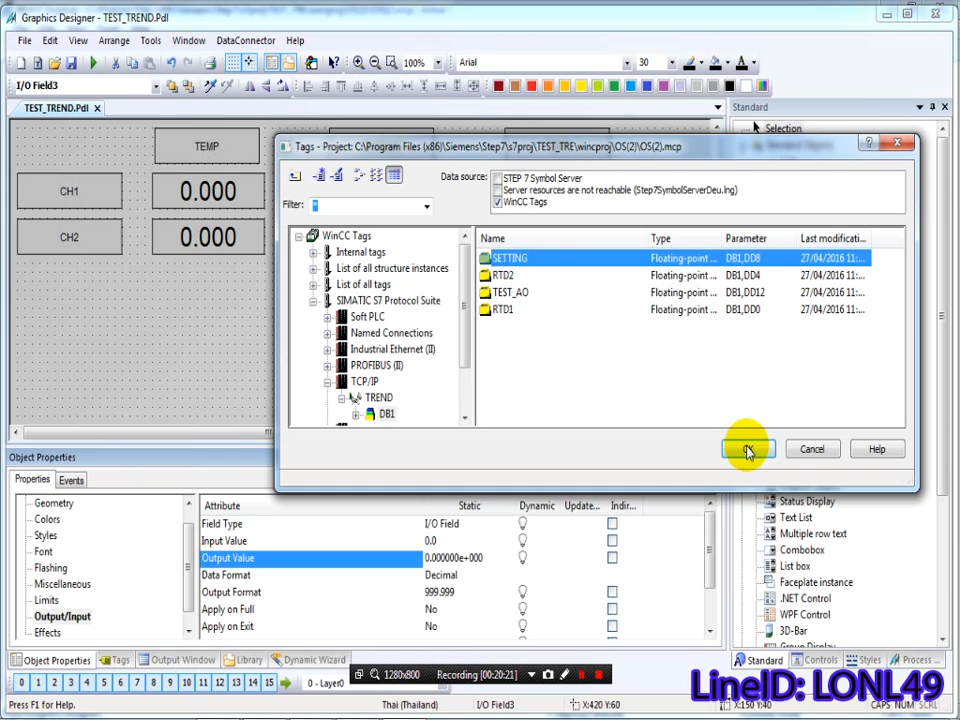 Graphics Designer - TEST_TREND.Pdl
File Edit View Arrange Tools Window DataConnector Help
100% Arial 30
I/O Field3
TEST_TREND.Pdl Standard
Selection
TEMP
CH1 0.000
CH2 0.000
Tags - Project: C:\Program Files (x86)\Siemens\Step7\s7proj\TEST_TRE\wincproj\OS(2)\OS(2).mcp
Data source: STEP 7 Symbol Server
Server resources are not reachable (Step7SymbolServerDeu.lng)
WinCC Tags
Filter: *
WinCC Tags
Internal tags
List of all structure instances
List of all tags
SIMATIC S7 Protocol Suite
Soft PLC
Named Connections
Industrial Ethernet (II)
PROFIBUS (II)
TCP/IP
TREND
DB1
Name Type Parameter Last modificati...
SETTING Floating-point ... DB1,DD8 27/04/2016 11:...
RTD2 Floating-point ... DB1,DD4 27/04/2016 11:...
TEST_AO Floating-point ... DB1,DD12 27/04/2016 11:...
RTD1 Floating-point ... DB1,DD0 27/04/2016 11:...
OK Cancel Help
Object Properties
Properties Events
Geometry
Colors
Styles
Font
Flashing
Miscellaneous
Limits
Output/Input
Effects
Attribute Static Dynamic Update... Indir...
Field Type I/O Field
Input Value 0.0
Output Value 0.000000e+000
Data Format Decimal
Output Format 999.999
Apply on Full No
Apply on Exit No
Status Display
Text List
Multiple row text
Combobox
List box
Faceplate instance
.NET Control
WPF Control
3D-Bar
Group Display
Object Properties Tags Output Window Library Dynamic Wizard
Standard Controls Styles Process ...
1280x800 Recording [00:20:21]
0 1 2 3 4 5 6 7 8 9 10 11 12 13 14 15 0 - Layer0
LineID: LONL49
Press F1 for Help. Thai (Thailand) I/O Field3 X:420 Y:60 X:150 Y:40 CAPS NUM SCRL